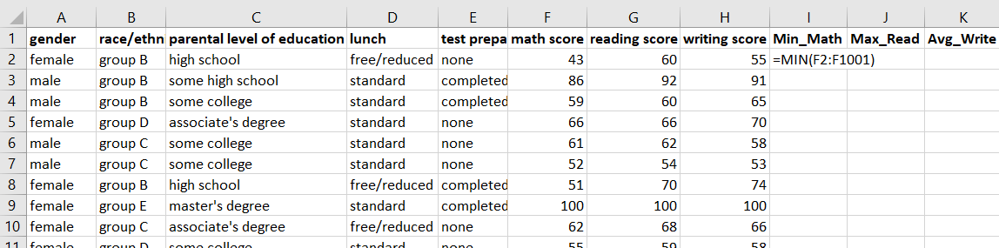 A B C D E F G H I J K
1 gender race/ethn parental level of education lunch test prepa math score reading score writing score Min_Math Max_Read Avg_Write
2 female group B high school free/reduced none 43 60 55 =MIN(F2:F1001)
3 male group B some high school standard completed 86 92 91
4 male group B some college standard completed 59 60 65
5 female group D associate's degree standard none 66 66 70
6 male group C some college standard none 61 62 58
7 male group C some college standard none 52 54 53
8 female group B high school free/reduced completed 51 70 74
9 female group E master's degree standard completed 100 100 100
10 female group C associate's degree free/reduced none 62 68 66
11 female group D some college standard none 55 59 58